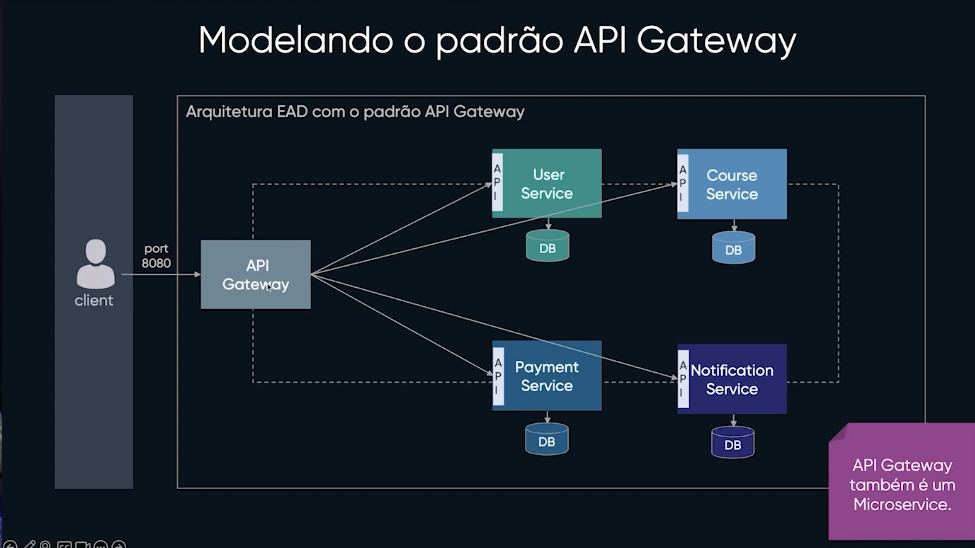 Modelando o padrão API Gateway
Arquitetura EAD com o padrão API Gateway
port
8080
client
API
Gateway
API
User
Service
DB
API
Course
Service
DB
API
Payment
Service
DB
API
Notification
Service
DB
API Gateway
também é um
Microservice.